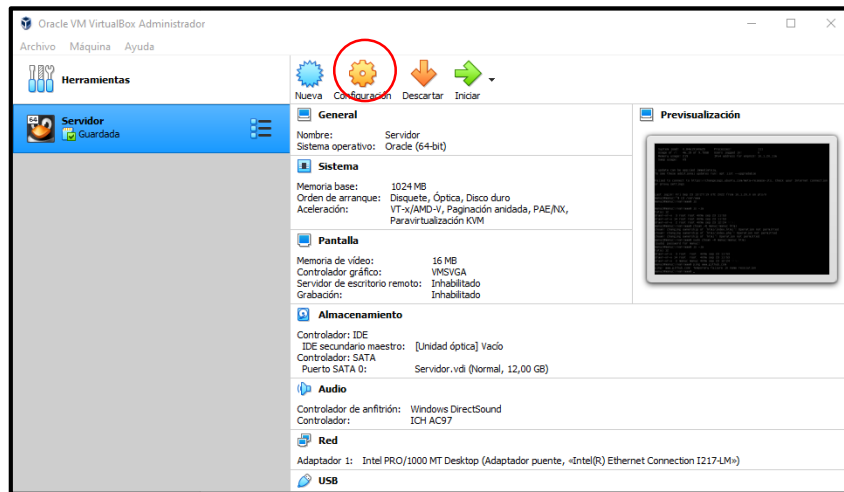 Oracle VM VirtualBox Administrador
Archivo Máquina Ayuda
Herramientas
Nueva Configuración Descartar Iniciar
64 Servidor
Guardada
General
Nombre: Servidor
Sistema operativo: Oracle (64-bit)
Sistema
Memoria base: 1024 MB
Orden de arranque: Disquete, Óptica, Disco duro
Aceleración: VT-x/AMD-V, Paginación anidada, PAE/NX,
Paravirtualización KVM
Pantalla
Memoria de vídeo: 16 MB
Controlador gráfico: VMSVGA
Servidor de escritorio remoto: Inhabilitado
Grabación: Inhabilitado
Almacenamiento
Controlador: IDE
IDE secundario maestro: [Unidad óptica] Vacío
Controlador: SATA
Puerto SATA 0: Servidor.vdi (Normal, 12,00 GB)
Audio
Controlador de anfitrión: Windows DirectSound
Controlador: ICH AC97
Red
Adaptador 1: Intel PRO/1000 MT Desktop (Adaptador puente, «Intel(R) Ethernet Connection I217-LM»)
USB
Previsualización